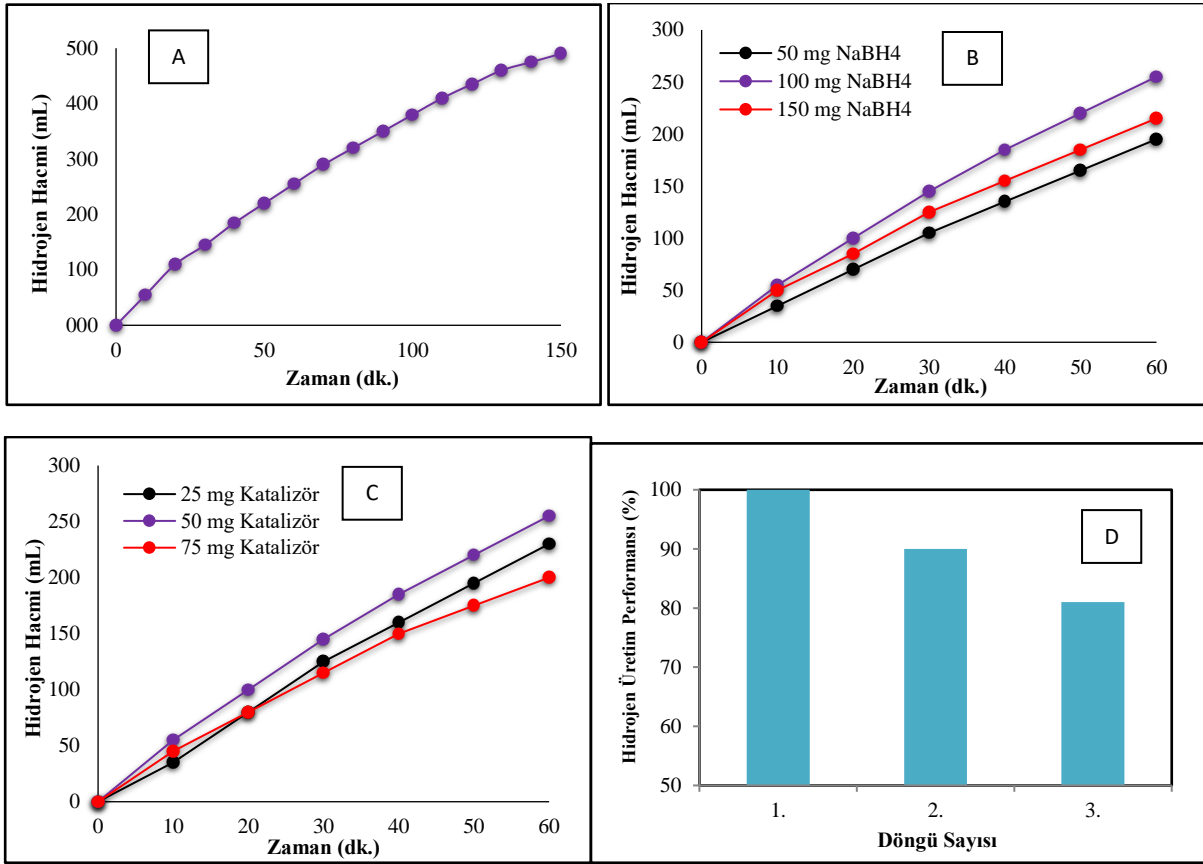 A
Hidrojen Hacmi (mL)
500
400
300
200
100
000
0 50 100 150
Zaman (dk.)
B
Hidrojen Hacmi (mL)
50 mg NaBH4
100 mg NaBH4
150 mg NaBH4
300
250
200
150
100
50
0
0 10 20 30 40 50 60
Zaman (dk.)
C
Hidrojen Hacmi (mL)
25 mg Katalizör
50 mg Katalizör
75 mg Katalizör
300
250
200
150
100
50
0
0 10 20 30 40 50 60
Zaman (dk.)
D
Hidrojen Üretim Performansı (%)
100
90
80
70
60
50
1. 2. 3.
Döngü Sayısı